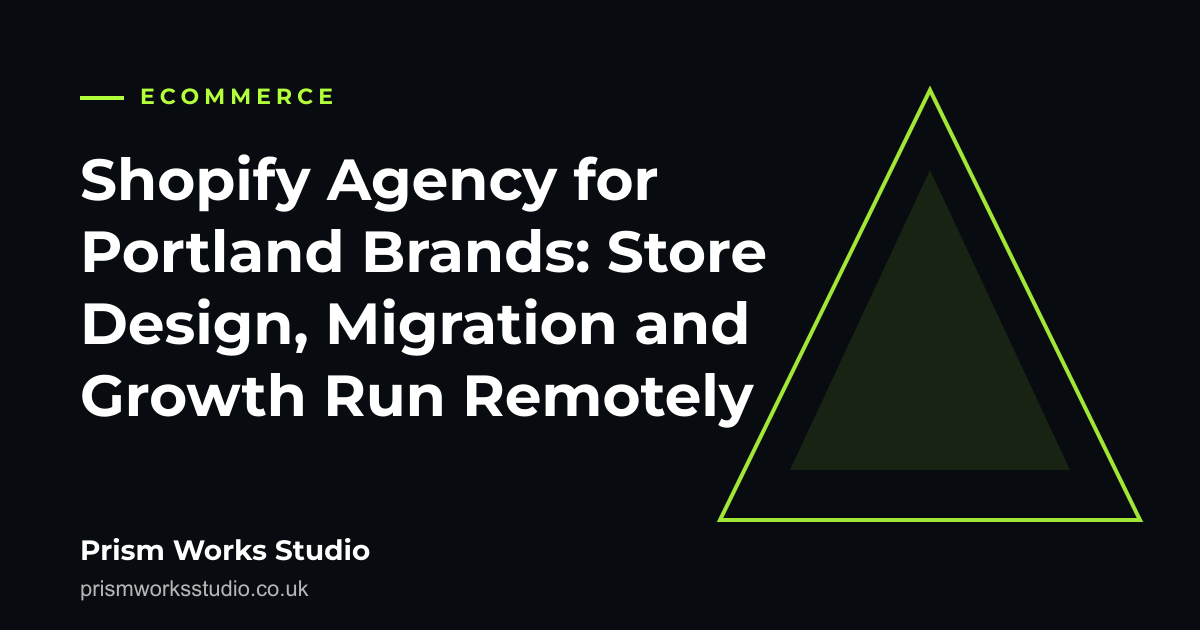 ECOMMERCE
Shopify Agency for
Portland Brands: Store
Design, Migration and
Growth Run Remotely
Prism Works Studio
prismworksstudio.co.uk